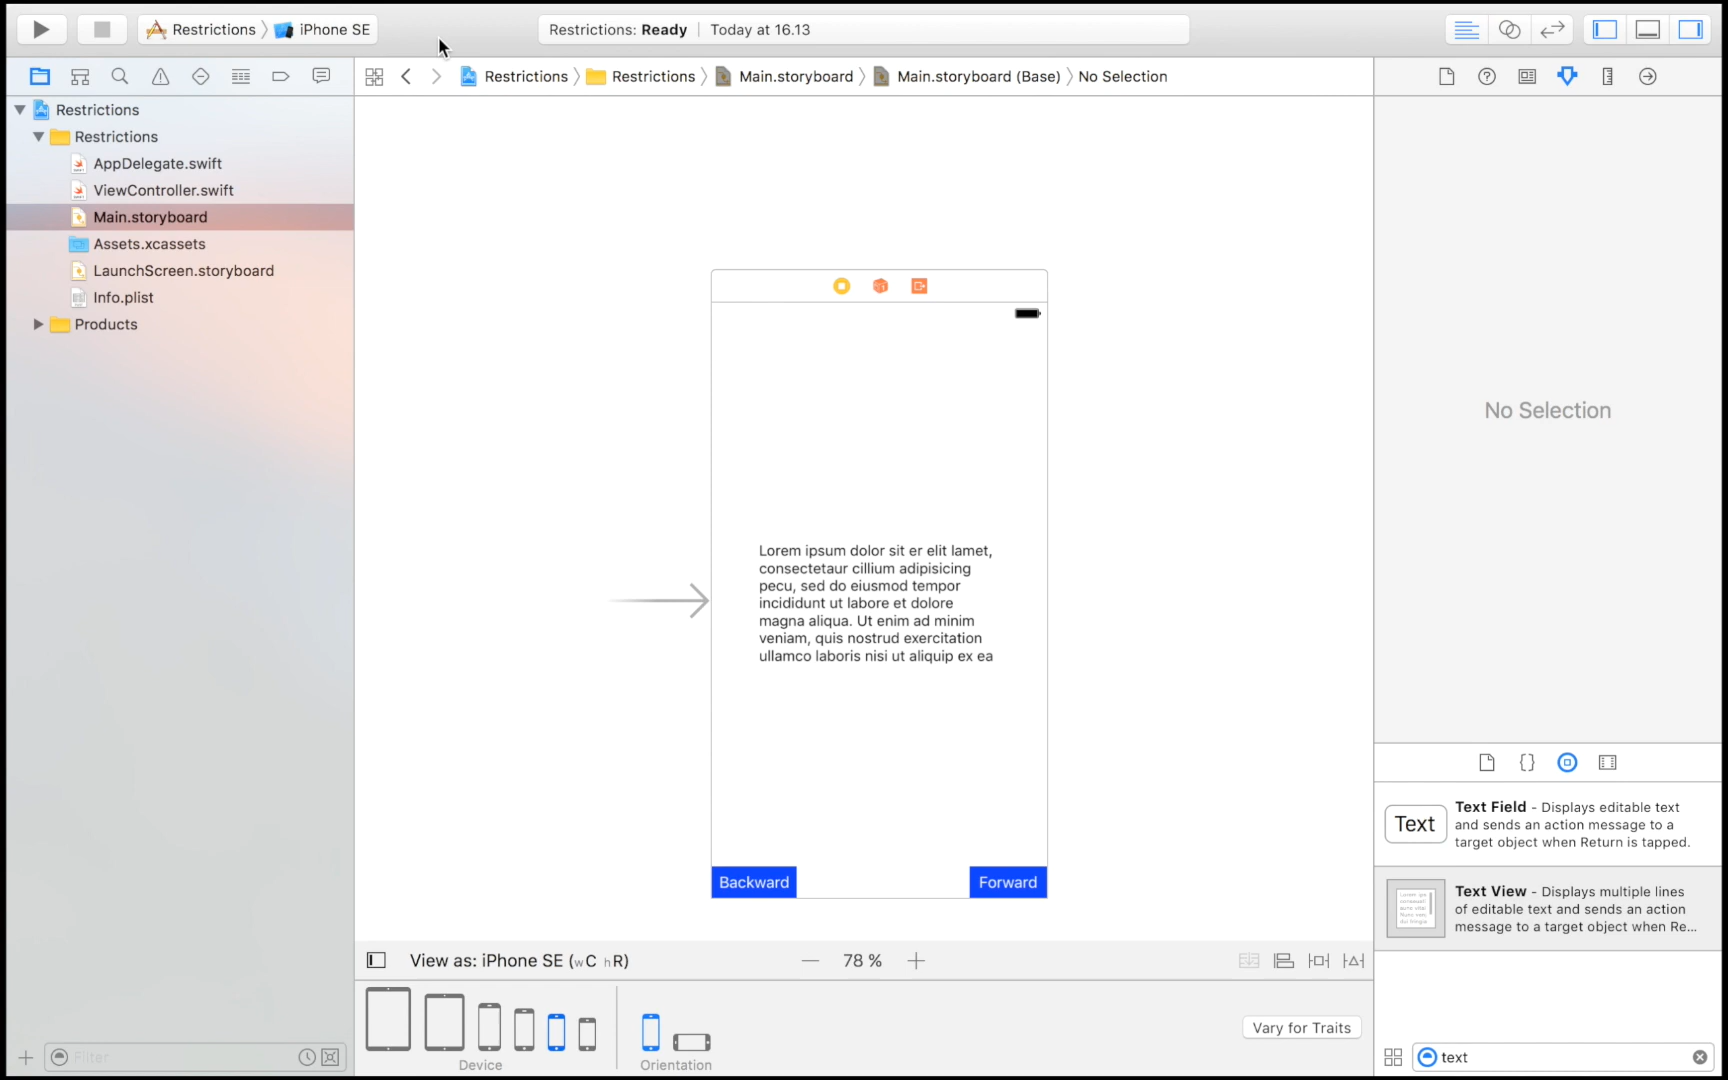 Restrictions iPhone SE
Restrictions: Ready Today at 16.13
Restrictions Restrictions Main.storyboard Main.storyboard (Base) No Selection
Restrictions
Restrictions
AppDelegate.swift
ViewController.swift
Main.storyboard
Assets.xcassets
LaunchScreen.storyboard
Info.plist
Products
Lorem ipsum dolor sit er elit lamet,
consectetaur cillium adipisicing
pecu, sed do eiusmod tempor
incididunt ut labore et dolore
magna aliqua. Ut enim ad minim
veniam, quis nostrud exercitation
ullamco laboris nisi ut aliquip ex ea
Backward Forward
View as: iPhone SE (wC hR)
78 %
Device
Orientation
Vary for Traits
Filter
No Selection
Text
Text Field - Displays editable text
and sends an action message to a
target object when Return is tapped.
Text View - Displays multiple lines
of editable text and sends an action
message to a target object when Re...
text